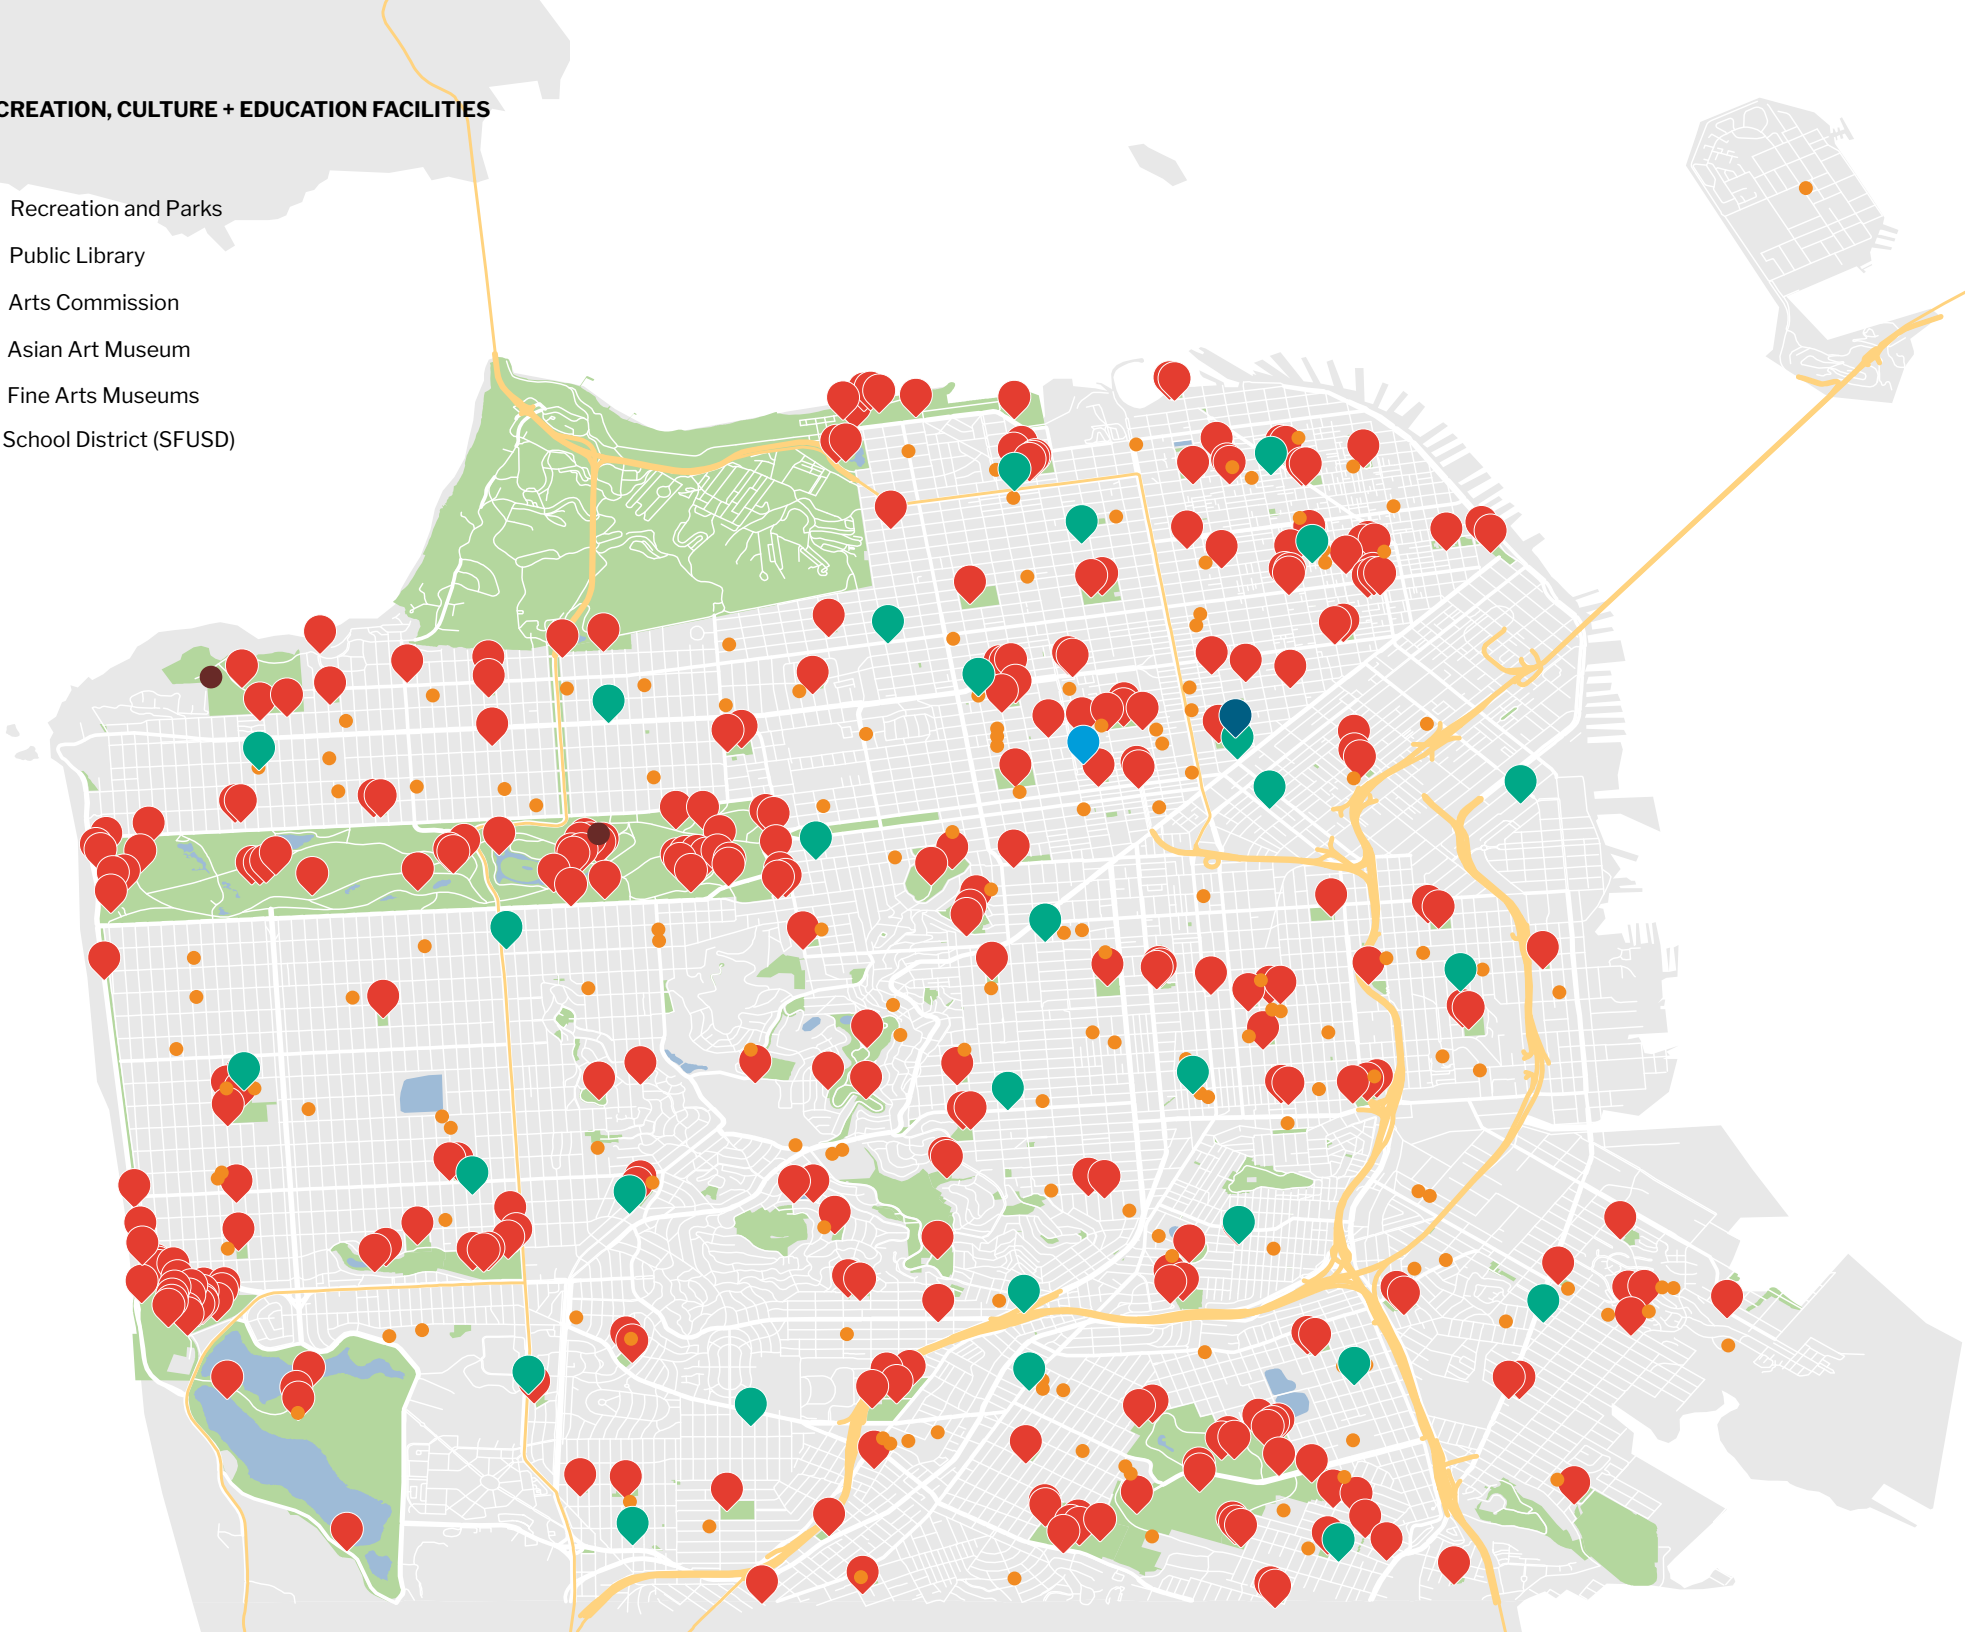 CREATION, CULTURE + EDUCATION FACILITIES
Recreation and Parks
Public Library
Arts Commission
Asian Art Museum
Fine Arts Museums
School District (SFUSD)